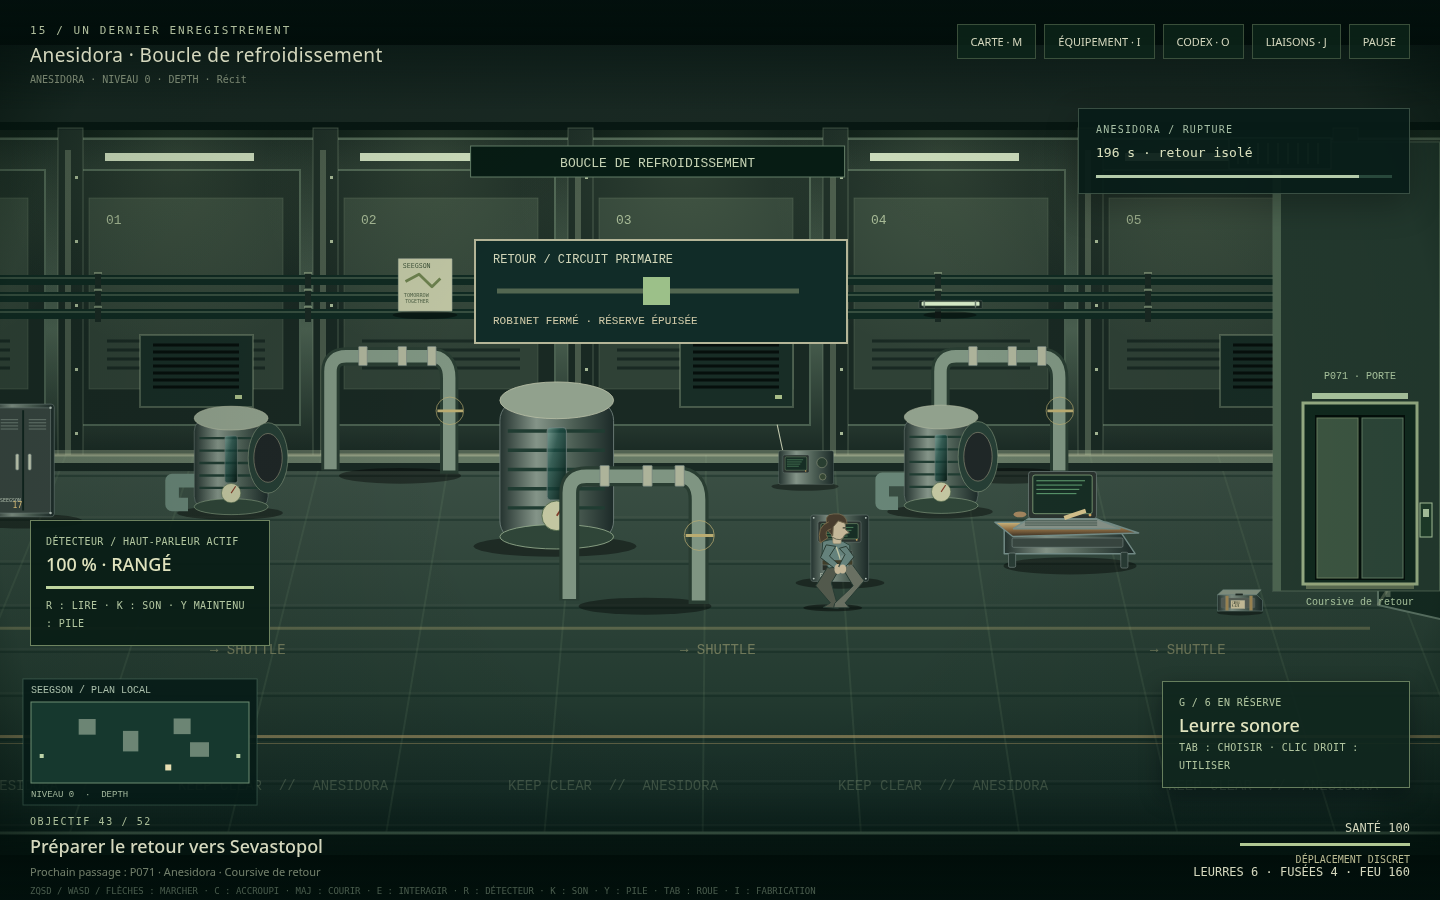 15 / UN DERNIER ENREGISTREMENT
Anesidora · Boucle de refroidissement
ANESIDORA · NIVEAU 0 · DEPTH · Récit
CARTE · M
ÉQUIPEMENT · I
CODEX · O
LIAISONS · J
PAUSE
ANESIDORA / RUPTURE
196 s · retour isolé
BOUCLE DE REFROIDISSEMENT
01
02
03
04
05
SEEGSON
TOMORROW
TOGETHER
RETOUR / CIRCUIT PRIMAIRE
ROBINET FERMÉ · RÉSERVE ÉPUISÉE
P071 · PORTE
SEEGSON
17
DÉTECTEUR / HAUT-PARLEUR ACTIF
100 % · RANGÉ
R : LIRE · K : SON · Y MAINTENU
: PILE
Coursive de retour
→ SHUTTLE
→ SHUTTLE
→ SHUTTLE
SEEGSON / PLAN LOCAL
NIVEAU 0 · DEPTH
// ANESIDORA
KEEP CLEAR // ANESIDORA
KEEP CLEAR // ANESIDORA
G / 6 EN RÉSERVE
Leurre sonore
TAB : CHOISIR · CLIC DROIT :
UTILISER
OBJECTIF 43 / 52
Préparer le retour vers Sevastopol
Prochain passage : P071 · Anesidora · Coursive de retour
ZQSD / WASD / FLÈCHES : MARCHER · C : ACCROUPI · MAJ : COURIR · E : INTERAGIR · R : DÉTECTEUR · K : SON · Y : PILE · TAB : ROUE · I : FABRICATION
SANTÉ 100
DÉPLACEMENT DISCRET
LEURRES 6 · FUSÉES 4 · FEU 160